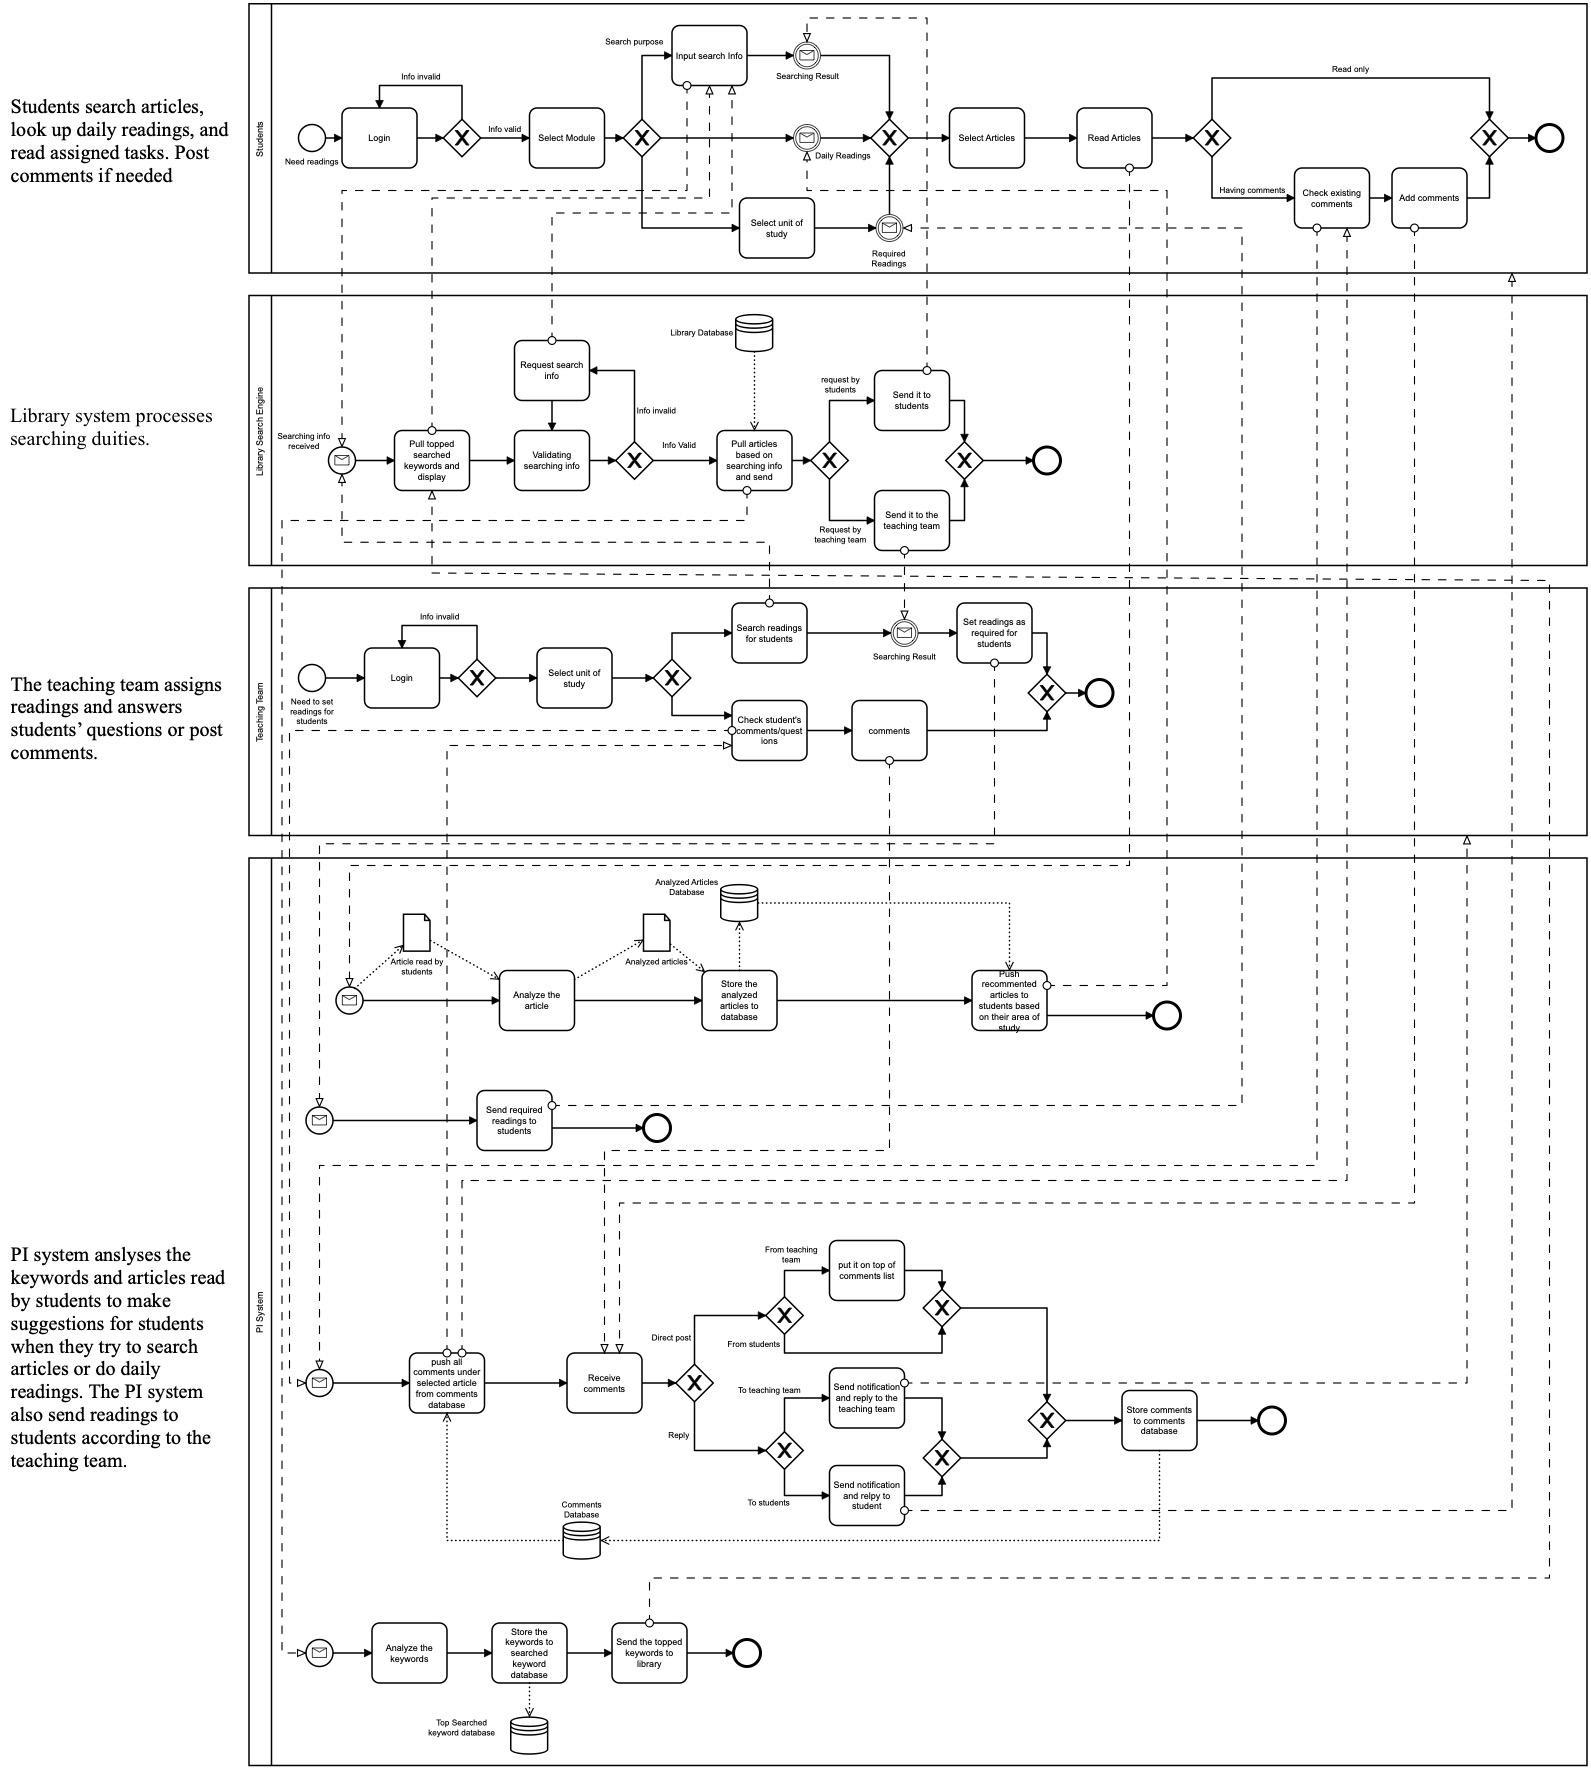 Students search articles,
look up daily readings, and
read assigned tasks. Post
comments if needed
Students
Need readings
Login
Info invalid
Info valid
Select Module
Search purpose
Input search Info
Searching Result
Daily Readings
Select unit of
study
Required
Readings
Select Articles
Read Articles
Read only
Having comments
Check existing
comments
Add comments
Library system processes
searching duities.
Library Search Engine
Searching info
received
Pull topped
searched
keywords and
display
Request search
info
Validating
searching info
Info invalid
Info Valid
Library Database
Pull articles
based on
searching info
and send
request by
students
Send it to
students
Request by
teaching team
Send it to the
teaching team
The teaching team assigns
readings and answers
students’ questions or post
comments.
Teaching Team
Need to set
readings for
students
Login
Info invalid
Select unit of
study
Search readings
for students
Searching Result
Set readings as
required for
students
Check student's
comments/quest
ions
comments
PI system anslyses the
keywords and articles read
by students to make
suggestions for students
when they try to search
articles or do daily
readings. The PI system
also send readings to
students according to the
teaching team.
PI System
Article read by
students
Analyze the
article
Analyzed articles
Analyzed Articles
Database
Store the
analyzed
articles to
database
Push
recommented
articles to
students based
on their area of
study
Send required
readings to
students
push all
comments under
selected article
from comments
database
Receive
comments
Direct post
Reply
From teaching
team
From students
put it on top of
comments list
To teaching team
Send notification
and reply to the
teaching team
To students
Send notification
and relpy to
student
Store comments
to comments
database
Comments
Database
Analyze the
keywords
Store the
keywords to
searched
keyword
database
Send the topped
keywords to
library
Top Searched
keyword database